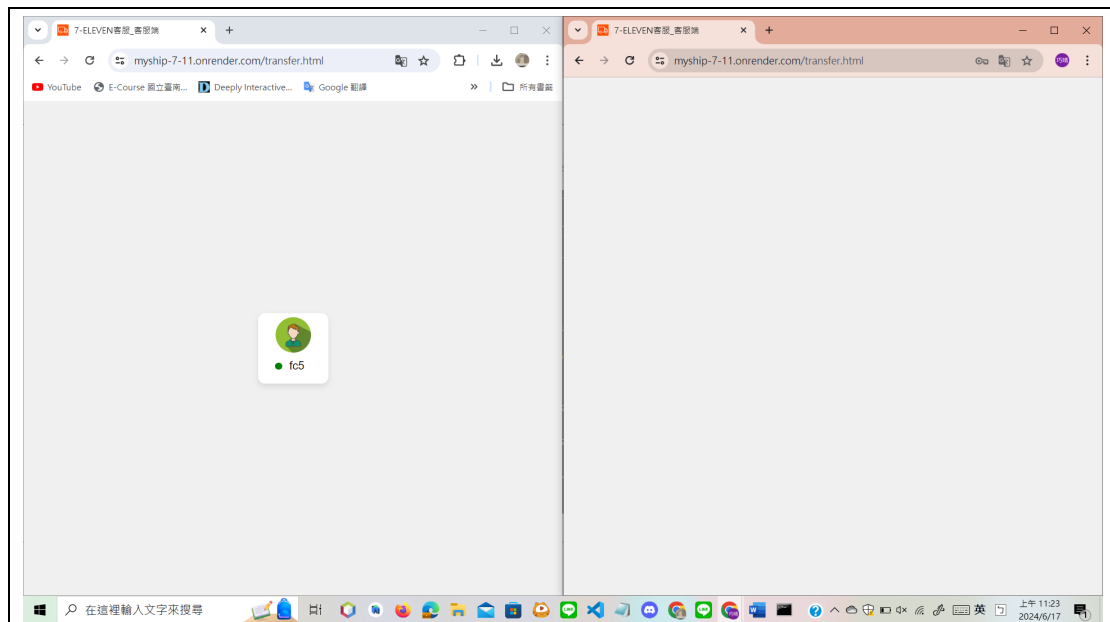 7-ELEVEN客服_客服端
myship-7-11.onrender.com/transfer.html
YouTube
E-Course 國立臺南...
Deeply Interactive...
Google 翻譯
所有書籤
fc5
7-ELEVEN客服_客服端
myship-7-11.onrender.com/transfer.html
在這裡輸入文字來搜尋
英
上午 11:23
2024/6/17